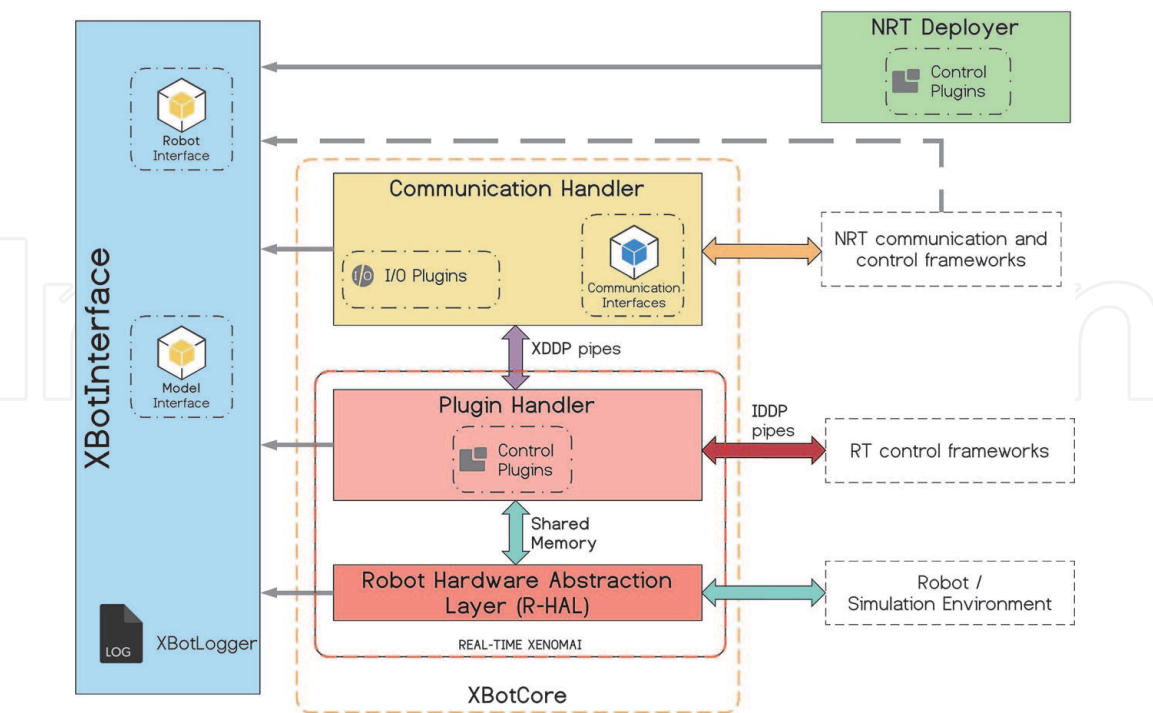 NRT Deployer
Control
Plugins
Robot
Interface
Communication Handler
I/O
I/O Plugins
Communication
Interfaces
NRT communication and
control frameworks
XBotInterface
XDDP pipes
Model
Interface
Plugin Handler
Control
Plugins
IDDP
pipes
RT control frameworks
Shared
Memory
Robot Hardware Abstraction
Layer (R-HAL)
Robot /
Simulation Environment
LOG
XBotLogger
REAL-TIME XENOMAI
XBotCore